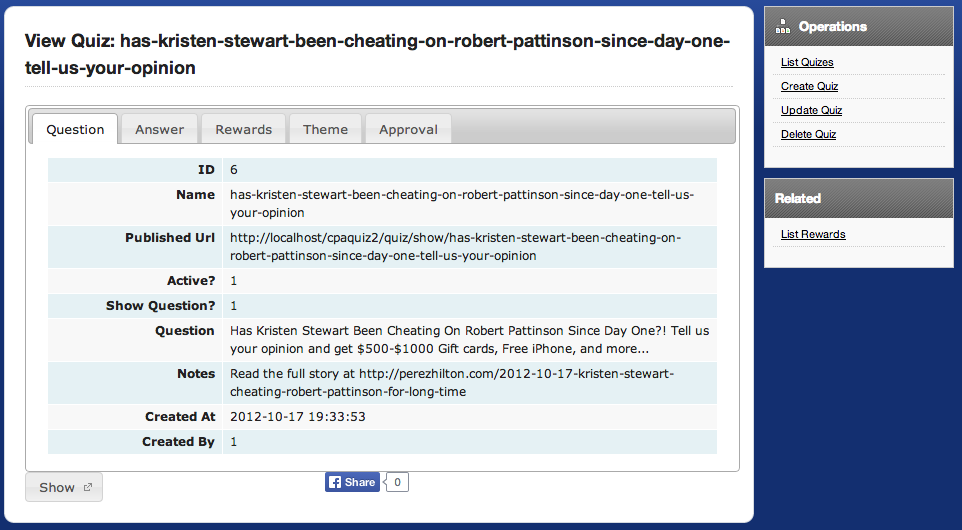 View Quiz: has-kristen-stewart-been-cheating-on-robert-pattinson-since-day-one-
tell-us-your-opinion
Question Answer Rewards Theme Approval
ID 6
Name has-kristen-stewart-been-cheating-on-robert-pattinson-since-day-one-tell-us-
your-opinion
Published Url http://localhost/cpaquiz2/quiz/show/has-kristen-stewart-been-cheating-on-
robert-pattinson-since-day-one-tell-us-your-opinion
Active? 1
Show Question? 1
Question Has Kristen Stewart Been Cheating On Robert Pattinson Since Day One?! Tell us
your opinion and get $500-$1000 Gift cards, Free iPhone, and more...
Notes Read the full story at http://perezhilton.com/2012-10-17-kristen-stewart-
cheating-robert-pattinson-for-long-time
Created At 2012-10-17 19:33:53
Created By 1
Show
Share 0
Operations
List Quizes
Create Quiz
Update Quiz
Delete Quiz
Related
List Rewards